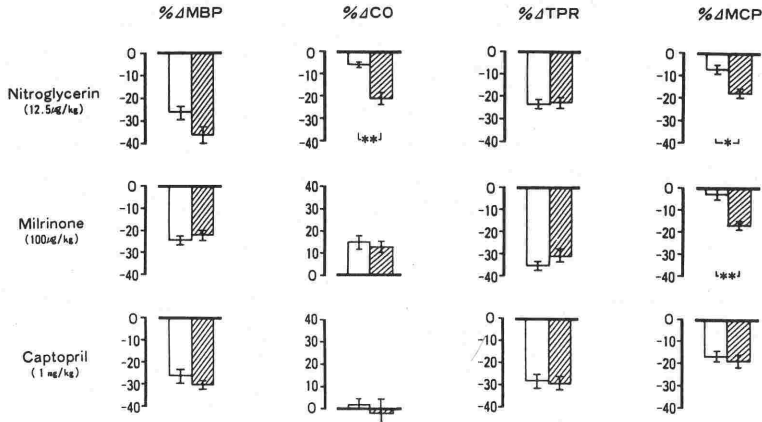 %⊿MBP %⊿CO %⊿TPR %⊿MCP
Nitroglycerin
(12.5μg/kg)
0 0 0 0
-10 -10 -10 -10
-20 -20 -20 -20
-30 -30 -30 -30
-40 -40 -40 -40
** *
Milrinone
(100μg/kg)
0 40 0 0
-10 30 -10 -10
-20 20 -20 -20
-30 10 -30 -30
-40 0 -40 -40
**
Captopril
(1 mg/kg)
0 40 0 0
-10 30 -10 -10
-20 20 -20 -20
-30 10 -30 -30
-40 0 -40 -40